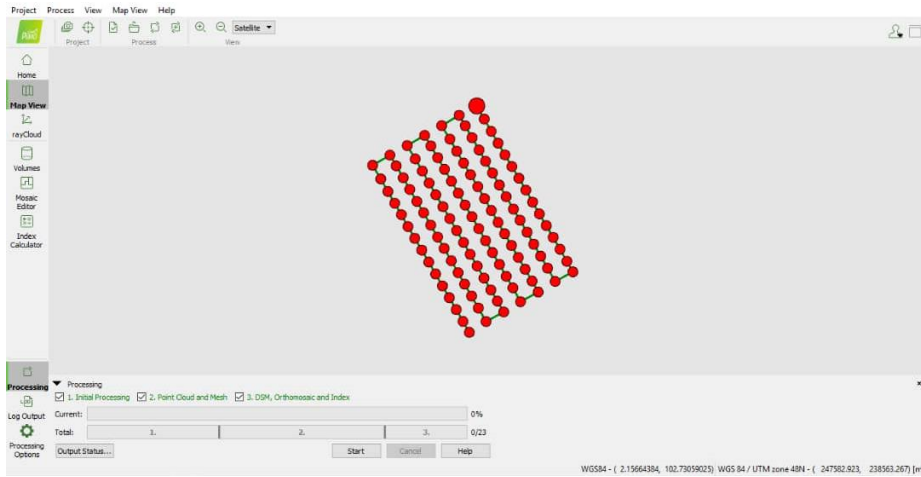 Project Process View Map View Help
Satellite
Project Process View
Home
Map View
rayCloud
Volumes
Mosaic
Editor
Index
Calculator
Processing
Log Output
Processing
Options
Processing
1. Initial Processing 2. Point Cloud and Mesh 3. DSM, Orthomosaic and Index
Current: 0%
Total: 1. 2. 3. 0/23
Output Status... Start Cancel Help
WGS84 - ( 2.15664384, 102.73059025) WGS 84 / UTM zone 48N - ( 247582.923, 238563.267) [m